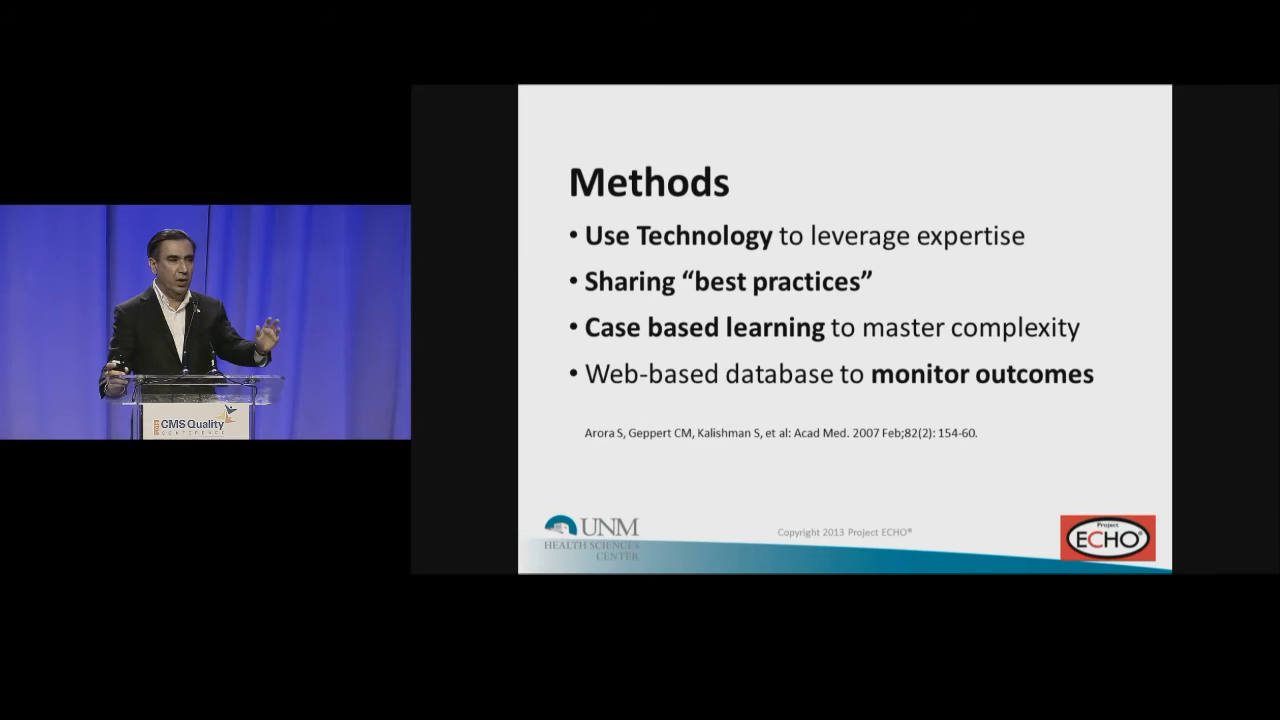 Methods
• Use Technology to leverage expertise
• Sharing “best practices”
• Case based learning to master complexity
• Web-based database to monitor outcomes
Arora S, Geppert CM, Kalishman S, et al: Acad Med. 2007 Feb;82(2): 154-60.
UNM
HEALTH SCIENCES
CENTER
Copyright 2013 Project ECHO®
Project
ECHO®
CMS Quality
CONFERENCE